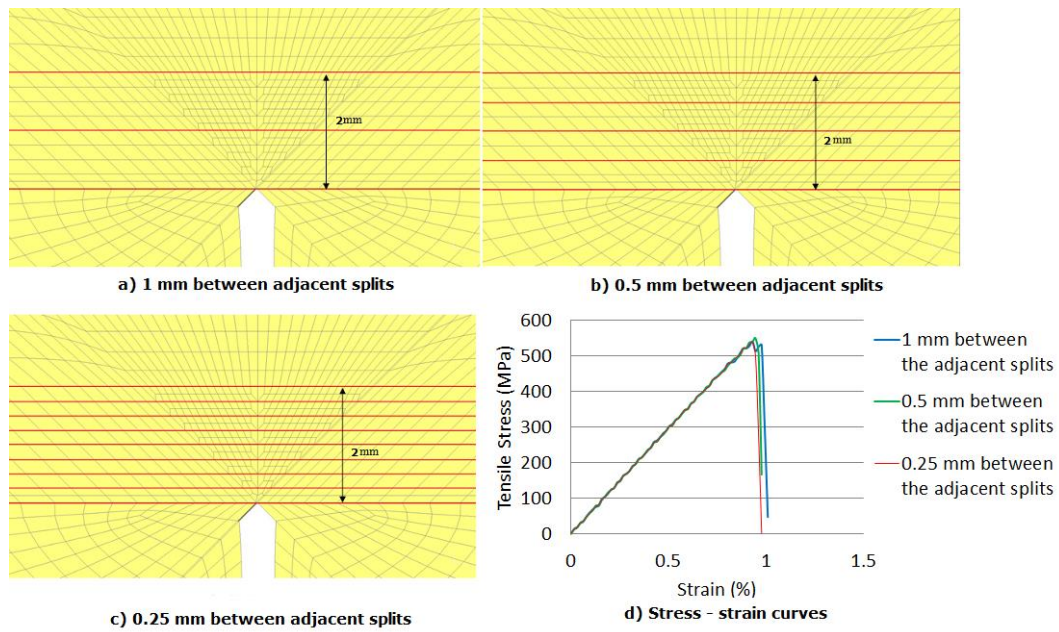 2mm
2mm
a) 1 mm between adjacent splits
b) 0.5 mm between adjacent splits
2mm
c) 0.25 mm between adjacent splits
600
500
400
300
200
100
0
Tensile Stress (MPa)
0
0.5
1
1.5
Strain (%)
1 mm between
the adjacent splits
0.5 mm between
the adjacent splits
0.25 mm between
the adjacent splits
d) Stress - strain curves